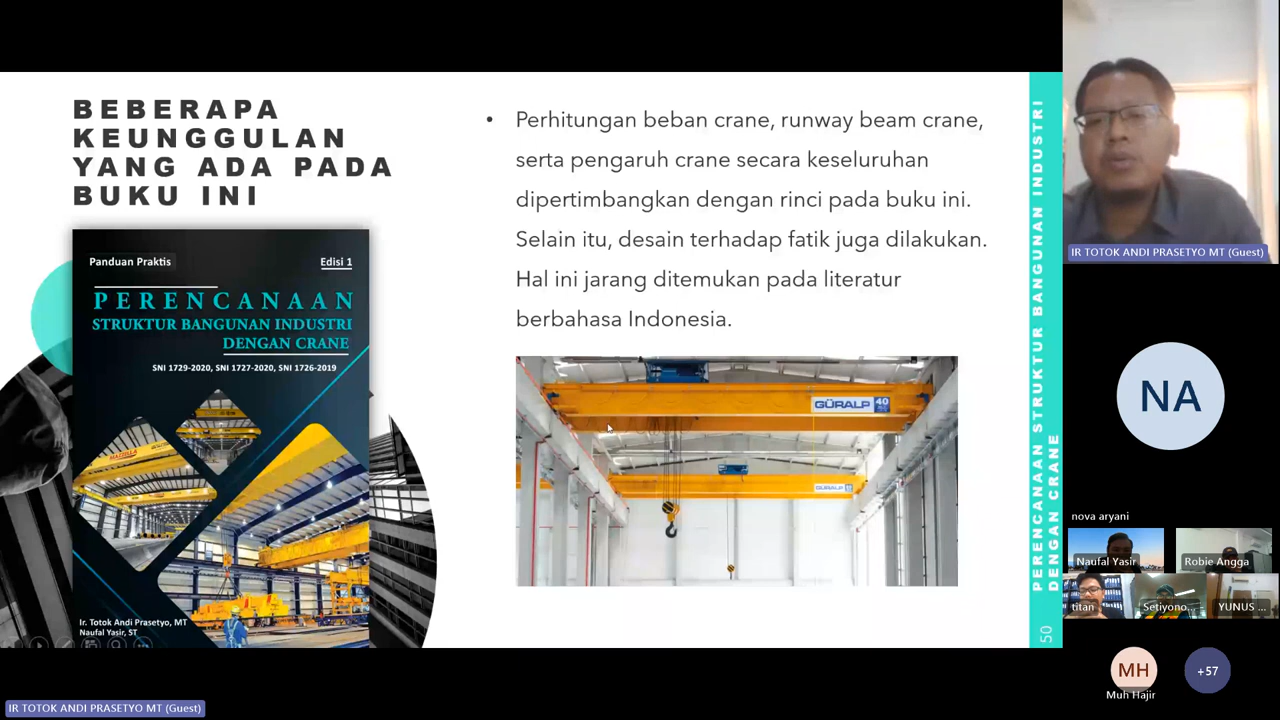 BEBERAPA
KEUNGGULAN
YANG ADA PADA
BUKU INI
Panduan Praktis
Edisi 1
PERENCANAAN
STRUKTUR BANGUNAN INDUSTRI
DENGAN CRANE
SNI 1729-2020, SNI 1727-2020, SNI 1726-2019
Ir. Totok Andi Prasetyo, MT
Naufal Yasir, ST
• Perhitungan beban crane, runway beam crane,
serta pengaruh crane secara keseluruhan
dipertimbangkan dengan rinci pada buku ini.
Selain itu, desain terhadap fatik juga dilakukan.
Hal ini jarang ditemukan pada literatur
berbahasa Indonesia.
GÜRALP 40
GÜRALP
PERENCANAAN STRUKTUR BANGUNAN INDUSTRI
DENGAN CRANE
50
IR TOTOK ANDI PRASETYO MT (Guest)
NA
nova aryani
Naufal Yasir
Robie Angga
titan
Setiyono...
YUNUS ...
MH
+57
Muh Hajir
IR TOTOK ANDI PRASETYO MT (Guest)